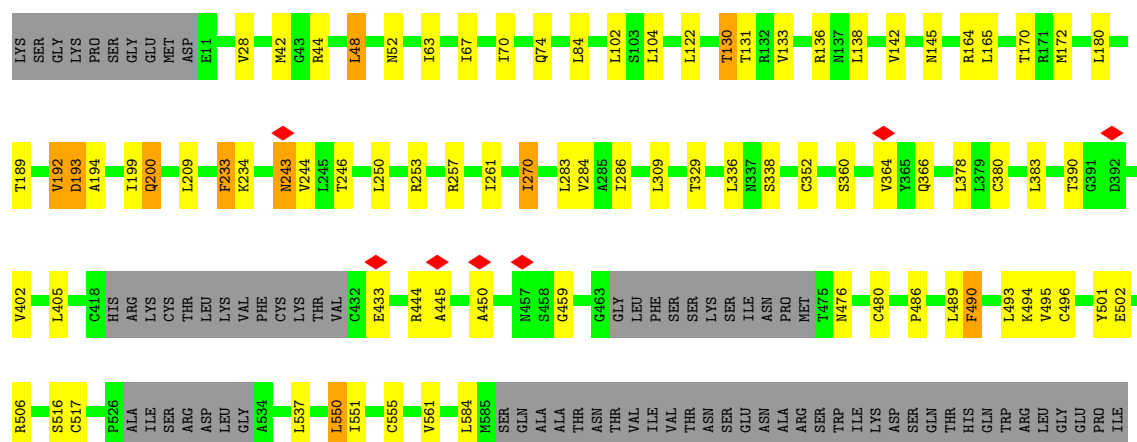 LYS SER GLY LYS PRO SER GLY GLU MET ASP E11 V28 M42 G43 R44 L48 N52 I63 I67 I70 Q74 L84 L102 S103 L104 L122 T130 T131 R132 V133 R136 N137 L138 V142 N145 R164 L165 T170 R171 M172 L180
T189 V192 D193 A194 I199 Q200 L209 F233 K234 N243 V244 L245 T246 L250 R253 R257 I261 I270 L283 V284 A285 I286 L309 T329 L336 N337 S338 C352 S360 V364 Y365 Q366 L378 L379 C380 L383 T390 G391 D392
V402 L405 C418 HIS ARG LYS CYS THR LEU LYS VAL PHE CYS LYS THR VAL C432 E433 R444 A445 A450 N457 S458 G459 G463 GLY LEU PHE SER SER LYS SER ILE ASN PRO MET T475 N476 C480 P486 L489 F490 L493 K494 V495 C496 Y501 E502
R506 S516 C517 P526 ALA ILE SER ARG ASP LEU GLY A534 L537 L550 I551 C555 V561 L584 M585 SER GLN ALA ALA THR ASN THR VAL ILE VAL THR ASN SER GLU ASN ALA ARG SER TRP ILE LYS ASP SER GLN THR HIS GLN TRP ARG LEU GLY GLU PRO ILE